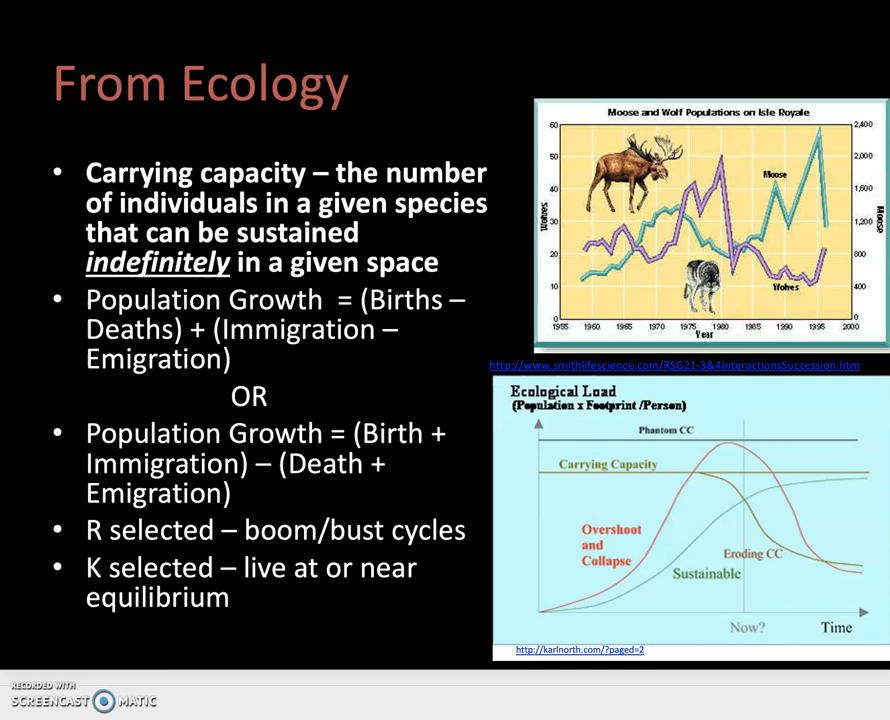 From Ecology
• Carrying capacity – the number
of individuals in a given species
that can be sustained
indefinitely in a given space
• Population Growth = (Births –
Deaths) + (Immigration –
Emigration)
OR
• Population Growth = (Birth +
Immigration) – (Death +
Emigration)
• R selected – boom/bust cycles
• K selected – live at or near
equilibrium
Moose and Wolf Populations on Isle Royale
60
50
40
30
20
10
0
Wolves
2,400
2,000
1,600
1,200
800
400
0
Moose
Moose
Wolves
1955 1960 1965 1970 1975 1980 1985 1990 1995 2000
Year
http://www.smithlifescience.com/RSG21-3&4InteractionsSuccession.htm
Ecological Load
(Population x Footprint /Person)
Phantom CC
Carrying Capacity
Overshoot
and
Collapse
Eroding CC
Sustainable
Now?
Time
http://karlnorth.com/?paged=2
RECORDED WITH
SCREENCAST MATIC